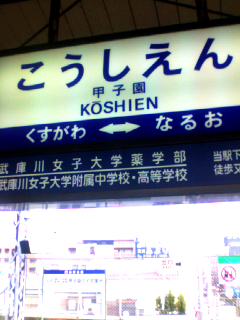 こうしえん
甲子園
KŌSHIEN
くすがわ ↔ なるお
武庫川女子大学薬学部
武庫川女子大学附属中学校・高等学校
当駅下
徒歩又